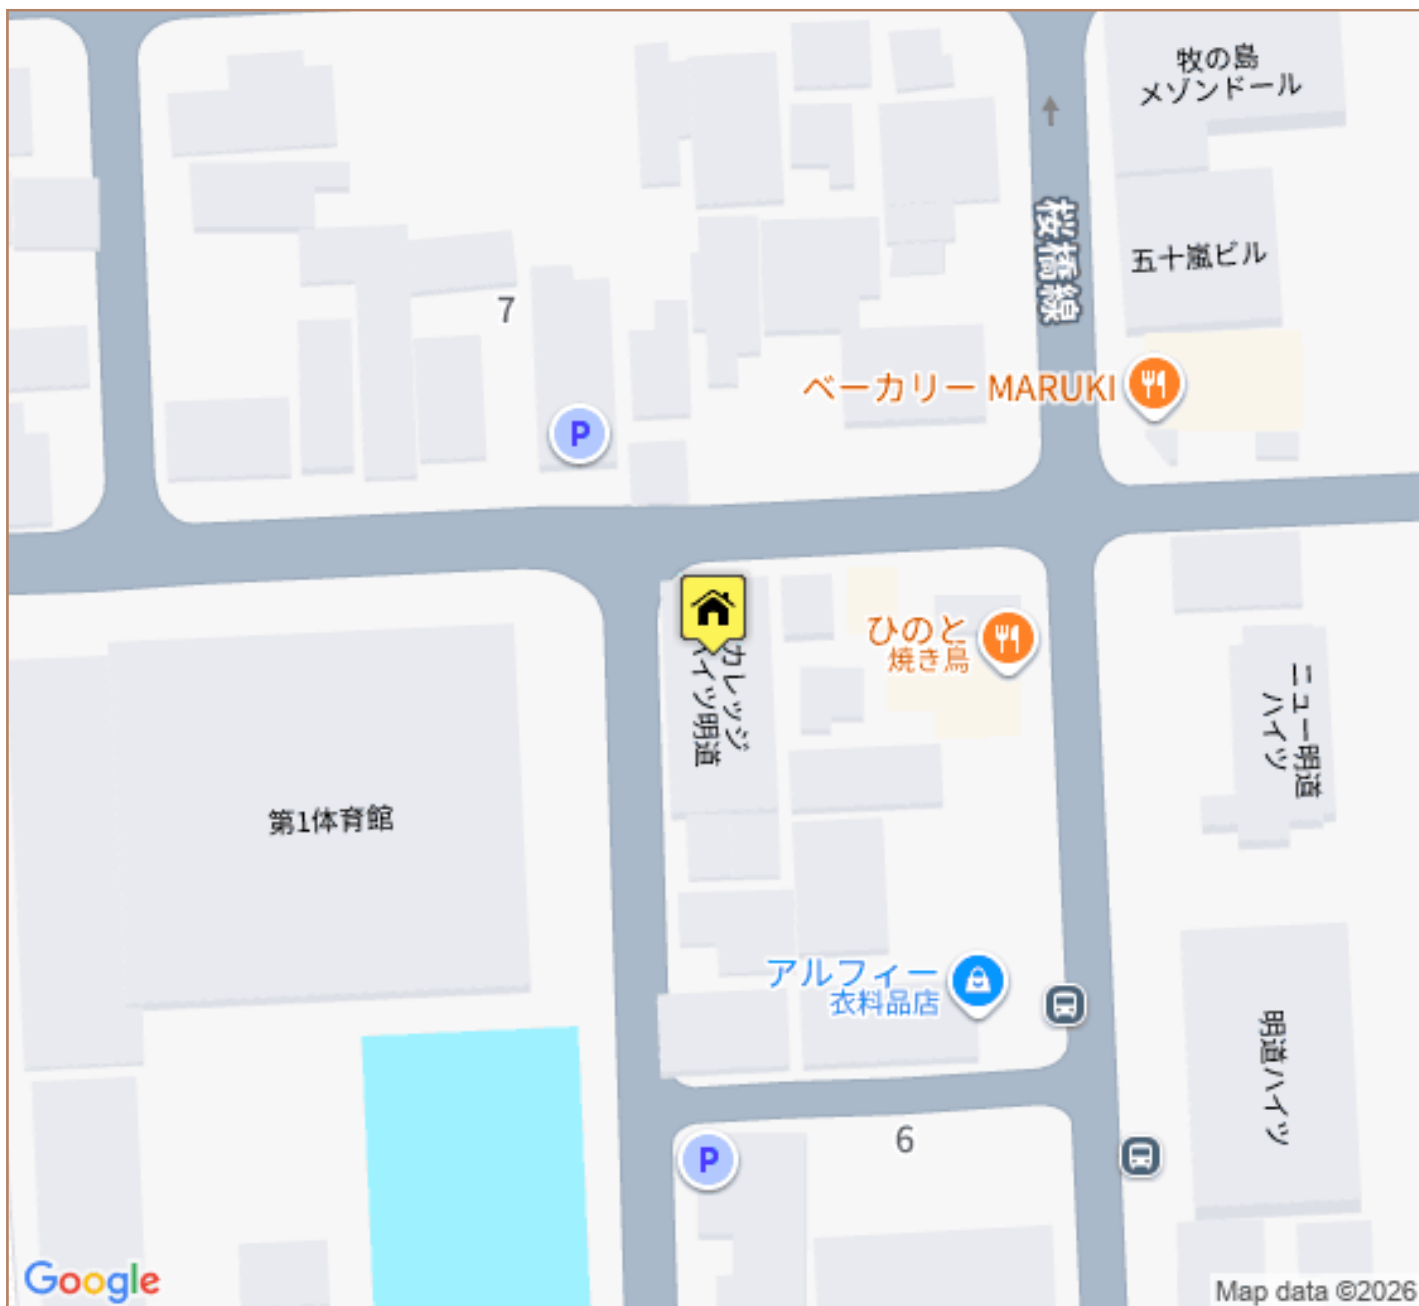 牧の島
メゾンドール
桜橋線
五十嵐ビル
7
ベーカリー MARUKI
P
ひのと
焼き鳥
カレッジ
イツ明道
ニュー明道
ハイツ
第1体育館
アルフィー
衣料品店
明道ハイツ
6
P
Google
Map data ©2026